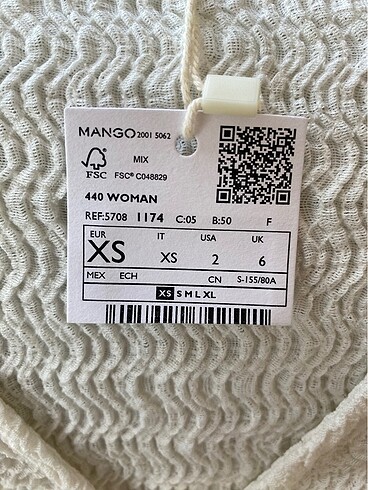 MANGO 2001 5062
FSC MIX
FSC® C048829
440 WOMAN
REF:5708 1174 C:05 B:50 F
EUR IT USA UK
XS XS 2 6
MEX ECH CN S-155/80A
XS S M L XL